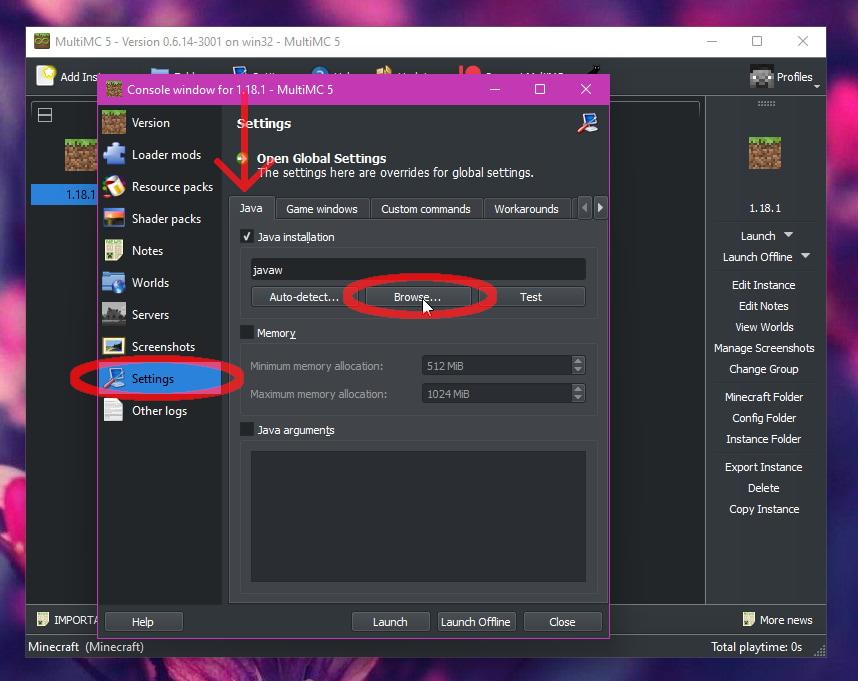 MultiMC 5 - Version 0.6.14-3001 on win32 - MultiMC 5
Add
Profiles
Console window for 1.18.1 - MultiMC 5
Version
Loader mods
Resource packs
Shader packs
Notes
Worlds
Servers
Screenshots
Settings
Other logs
Settings
Open Global Settings
The settings here are overrides for global settings.
Java
Game windows
Custom commands
Workarounds
Java installation
javaw
Auto-detect...
Browse...
Test
Memory
Minimum memory allocation:
512 MiB
Maximum memory allocation:
1024 MiB
Java arguments
Help
Launch
Launch Offline
Close
1.18.1
1.18.1
Launch
Launch Offline
Edit Instance
Edit Notes
View Worlds
Manage Screenshots
Change Group
Minecraft Folder
Config Folder
Instance Folder
Export Instance
Delete
Copy Instance
More news
Minecraft (Minecraft)
Total playtime: 0s